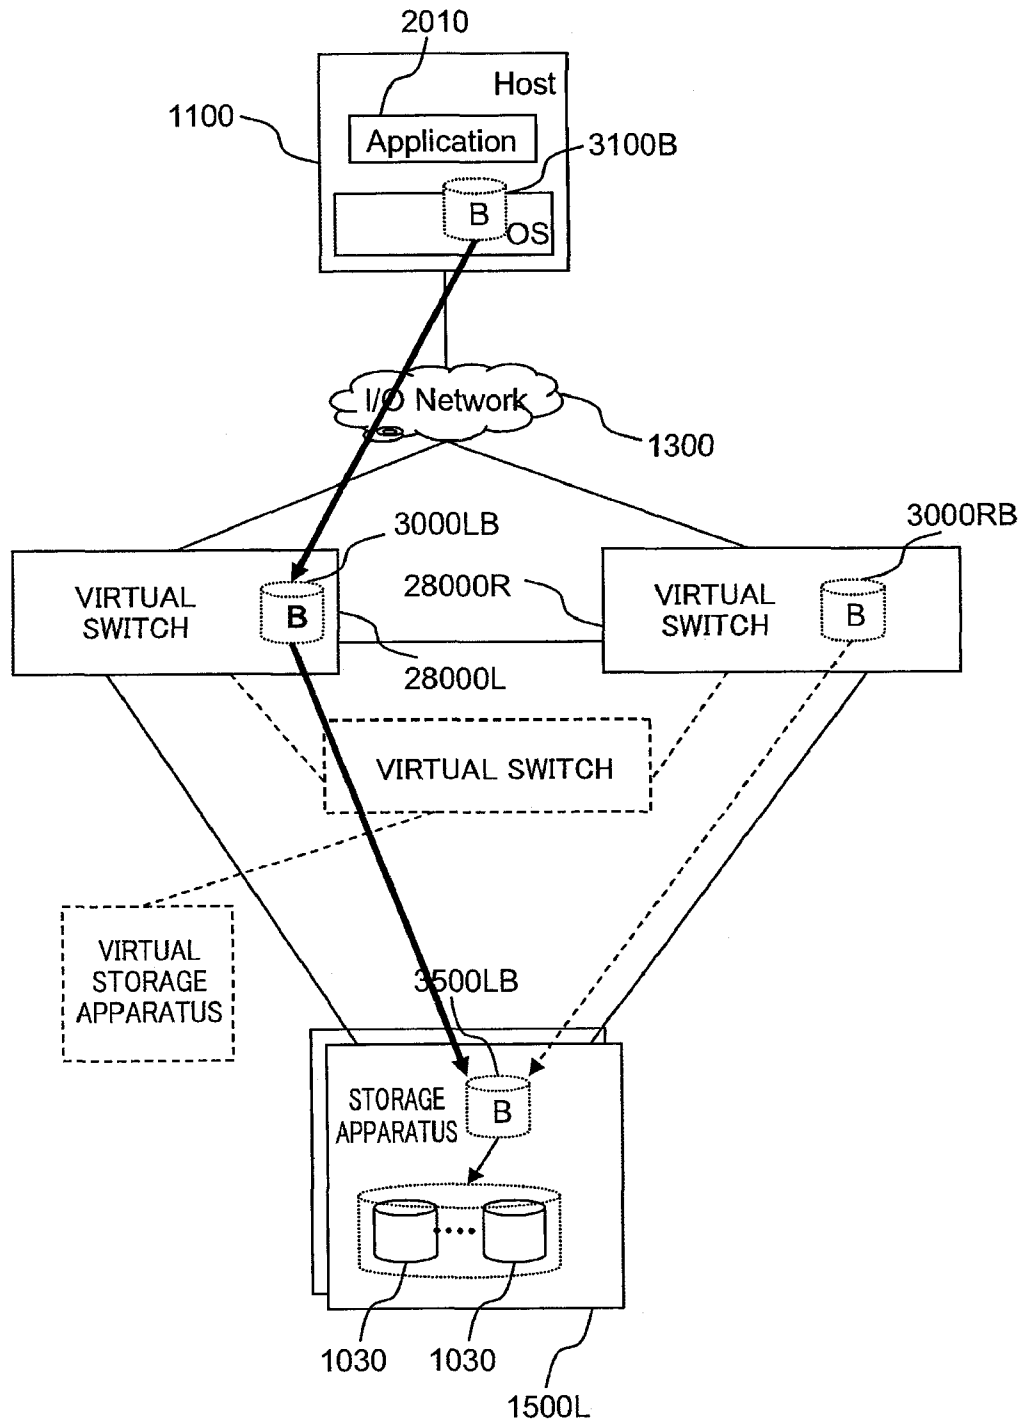 2010
Host
1100
Application
3100B
B
OS
I/O Network
1300
3000LB
3000RB
VIRTUAL
SWITCH
B
28000R
VIRTUAL
SWITCH
B
28000L
VIRTUAL SWITCH
VIRTUAL
STORAGE
APPARATUS
3500LB
STORAGE
APPARATUS
B
1030
1030
1500L